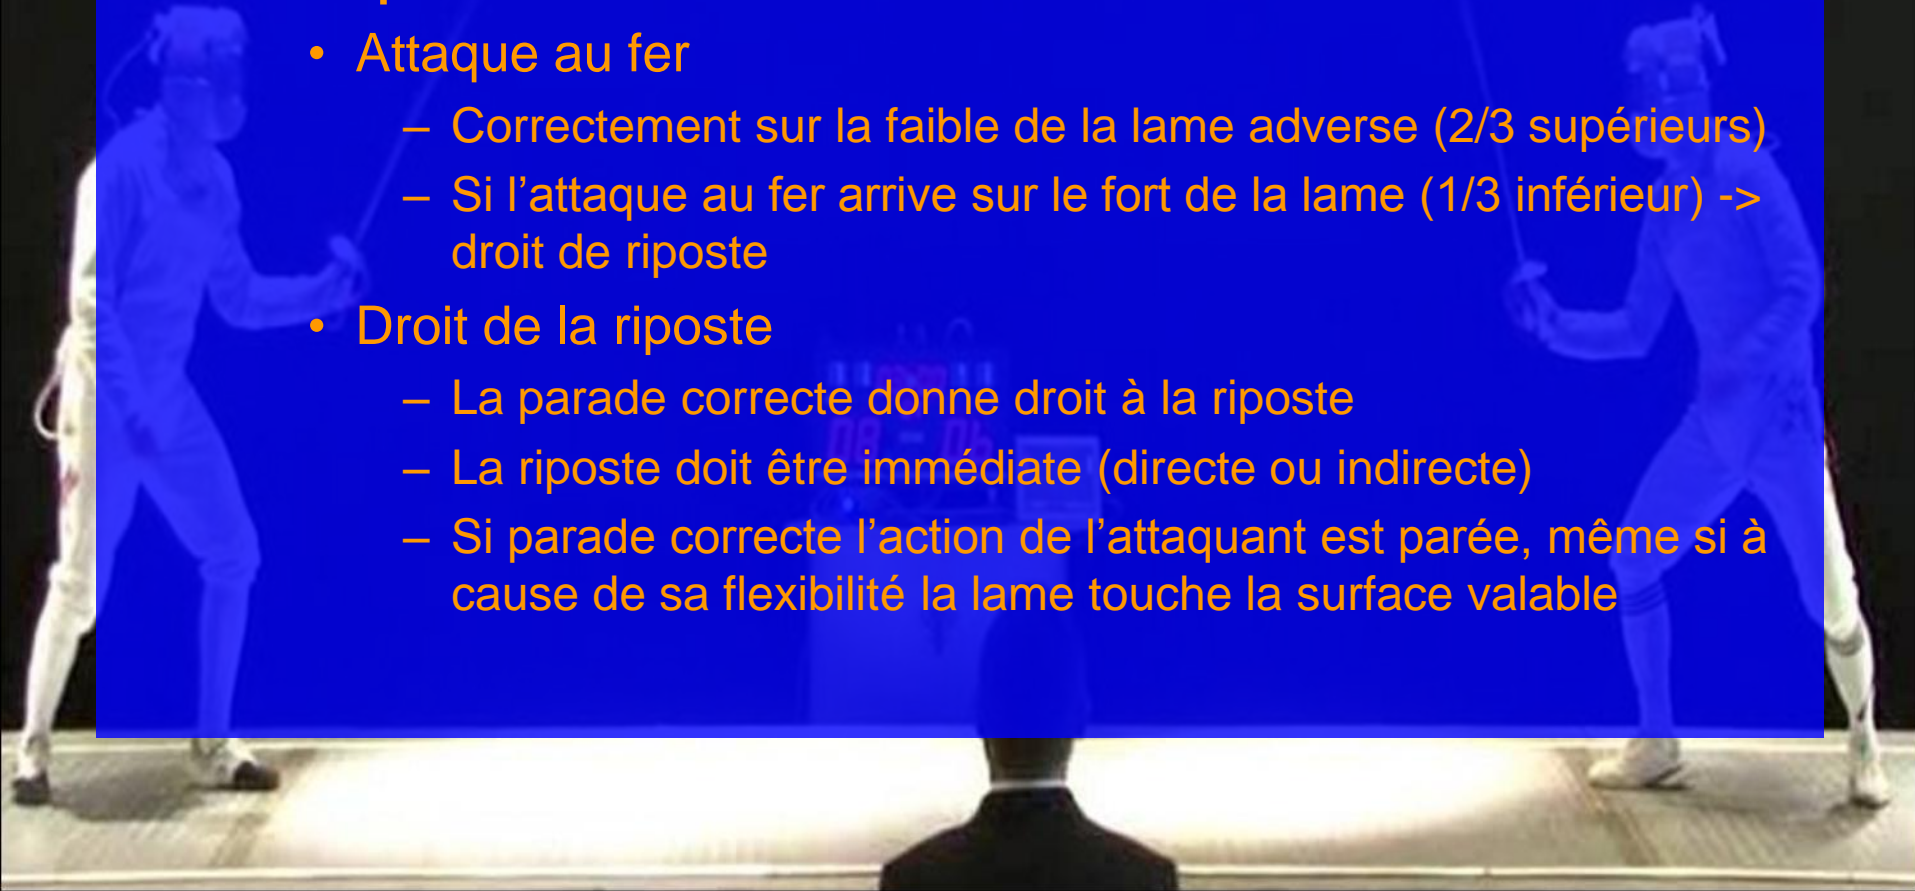 • Attaque au fer
– Correctement sur la faible de la lame adverse (2/3 supérieurs)
– Si l’attaque au fer arrive sur le fort de la lame (1/3 inférieur) ->
droit de riposte
• Droit de la riposte
– La parade correcte donne droit à la riposte
– La riposte doit être immédiate (directe ou indirecte)
– Si parade correcte l’action de l’attaquant est parée, même si à
cause de sa flexibilité la lame touche la surface valable